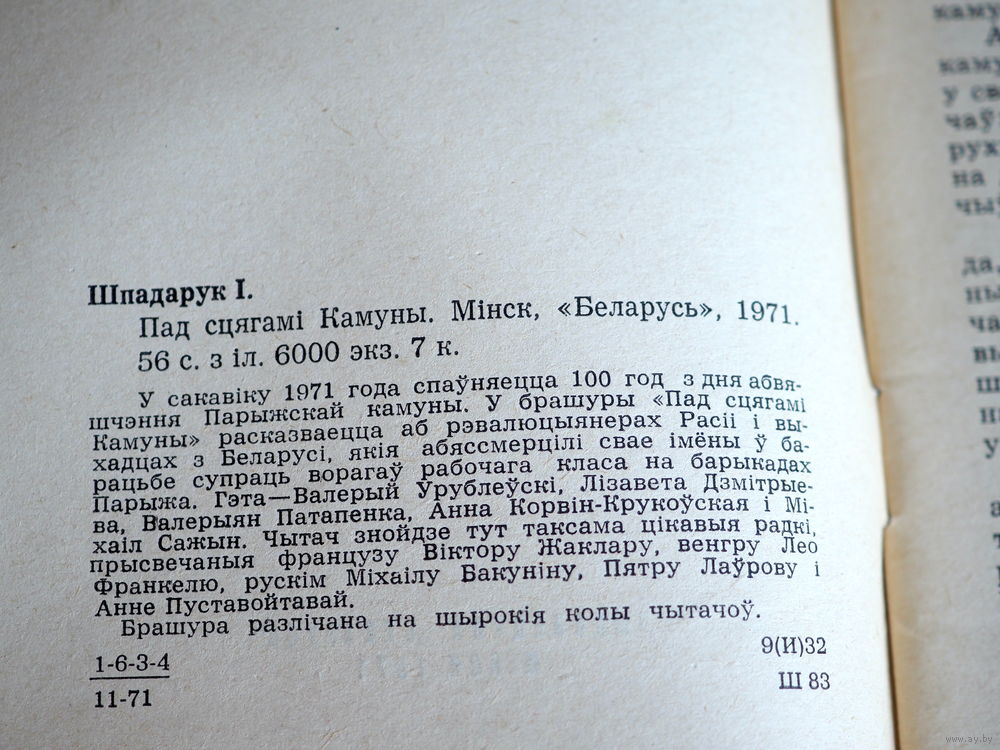 Шпадарук І.
Пад сцягамі Камуны. Мінск, «Беларусь», 1971.
56 с. з іл. 6000 экз. 7 к.
У сакавіку 1971 года спаўняецца 100 год з дня абвя-
шчэння Парыжскай камуны. У брашуры «Пад сцягамі
Камуны» расказваецца аб рэвалюцыянерах Расіі і вы-
хадцах з Беларусі, якія абяссмерцілі свае імёны ў ба-
рацьбе супраць ворагаў рабочага класа на барыкадах
Парыжа. Гэта—Валерый Урублеўскі, Лізавета Дзмітрые-
ва, Валерыян Патапенка, Анна Корвін-Крукоўская і Мі-
хаіл Сажын. Чытач знойдзе тут таксама цікавыя радкі,
прысвечаныя французу Віктору Жаклару, венгру Лео
Франкелю, рускім Міхаілу Бакуніну, Пятру Лаўрову і
Анне Пуставойтавай.
Брашура разлічана на шырокія колы чытачоў.
1-6-3-4
11-71
9(И)32
Ш 83
www.ay.by